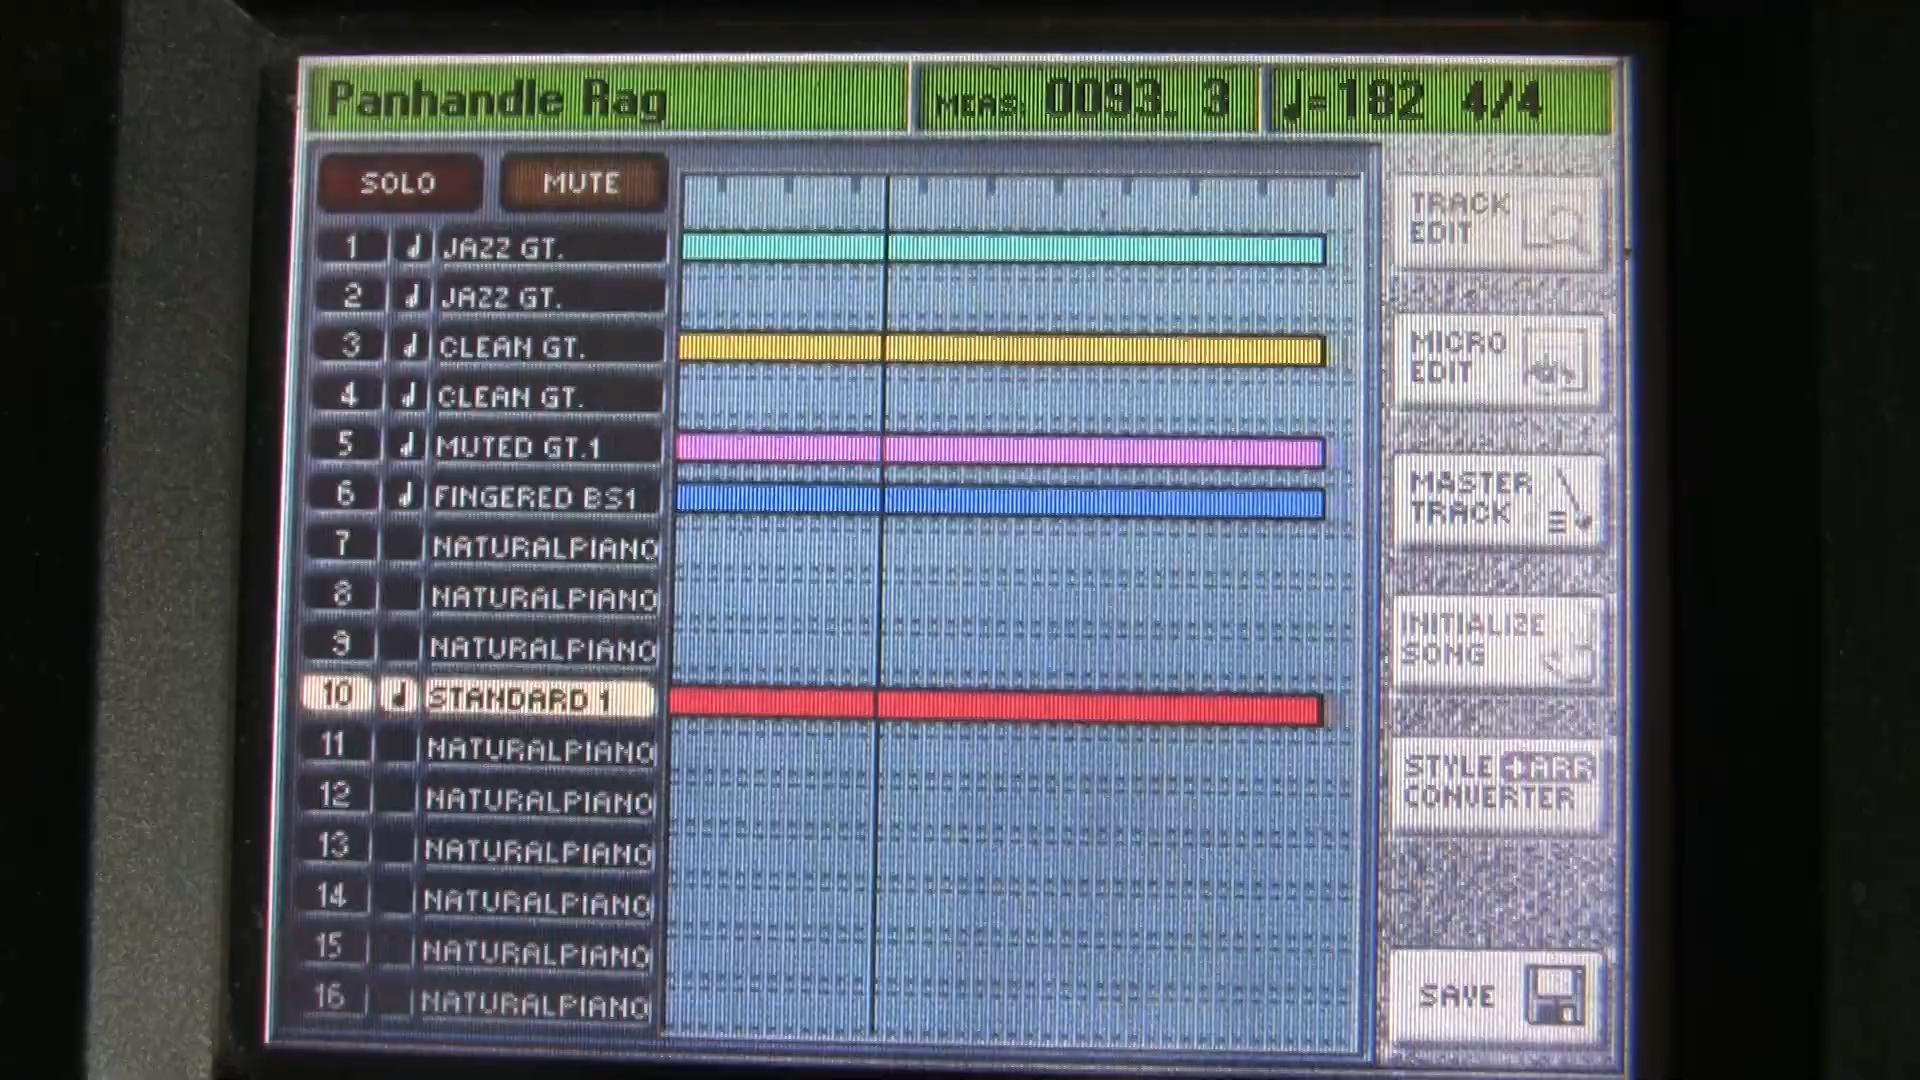 Panhandle Rag MEAS: 0093. 3 ♩=182 4/4
SOLO MUTE
1 JAZZ GT.
2 JAZZ GT.
3 CLEAN GT.
4 CLEAN GT.
5 MUTED GT.1
6 FINGERED BS1
7 NATURALPIANO
8 NATURALPIANO
9 NATURALPIANO
10 STANDARD 1
11 NATURALPIANO
12 NATURALPIANO
13 NATURALPIANO
14 NATURALPIANO
15 NATURALPIANO
16 NATURALPIANO
TRACK
EDIT
MICRO
EDIT
MASTER
TRACK
INITIALIZE
SONG
STYLE ARR
CONVERTER
SAVE